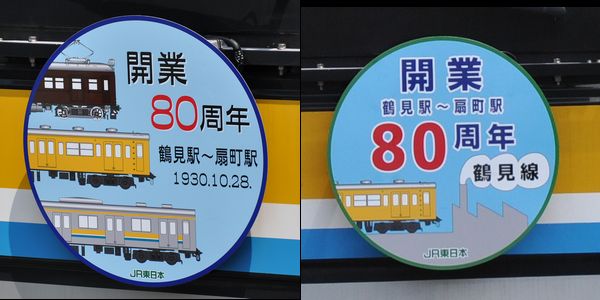 開業
80周年
鶴見駅～扇町駅
1930.10.28.
JR東日本
開業
鶴見駅～扇町駅
80周年
鶴見線
JR東日本